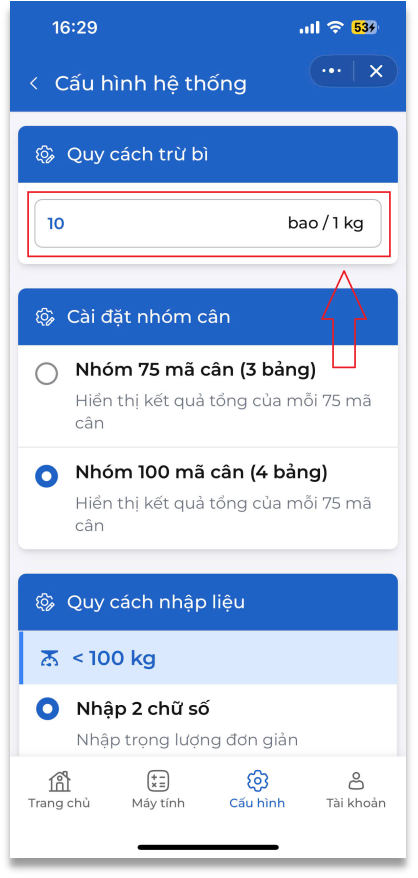 16:29
53
Cấu hình hệ thống
Quy cách trừ bì
10 bao / 1 kg
Cài đặt nhóm cân
Nhóm 75 mã cân (3 bảng)
Hiển thị kết quả tổng của mỗi 75 mã
cân
Nhóm 100 mã cân (4 bảng)
Hiển thị kết quả tổng của mỗi 75 mã
cân
Quy cách nhập liệu
< 100 kg
Nhập 2 chữ số
Nhập trọng lượng đơn giản
Trang chủ Máy tính Cấu hình Tài khoản